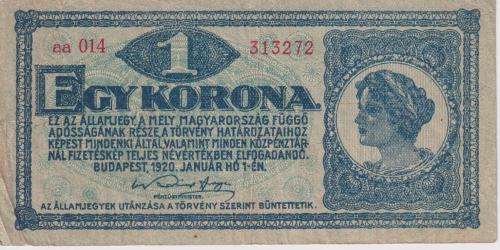 aa 014
1
313272
EGY KORONA.
EZ AZ ÁLLAMJEGY, A MELY MAGYARORSZÁG FÜGGŐ
ADÓSSÁGÁNAK RÉSZE, A TÖRVÉNY HATÁROZATAIHOZ
KÉPEST MINDENKI ÁLTAL, VALAMINT MINDEN KÖZPÉNZTÁR-
NÁL FIZETÉSKÉP TELJES NÉVÉRTÉKBEN ELFOGADANDÓ.
BUDAPEST, 1920. JANUÁR HÓ 1-ÉN.
PÉNZÜGYMINISZTER.
AZ ÁLLAMJEGYEK UTÁNZÁSA A TÖRVÉNY SZERINT BÜNTETTETIK.